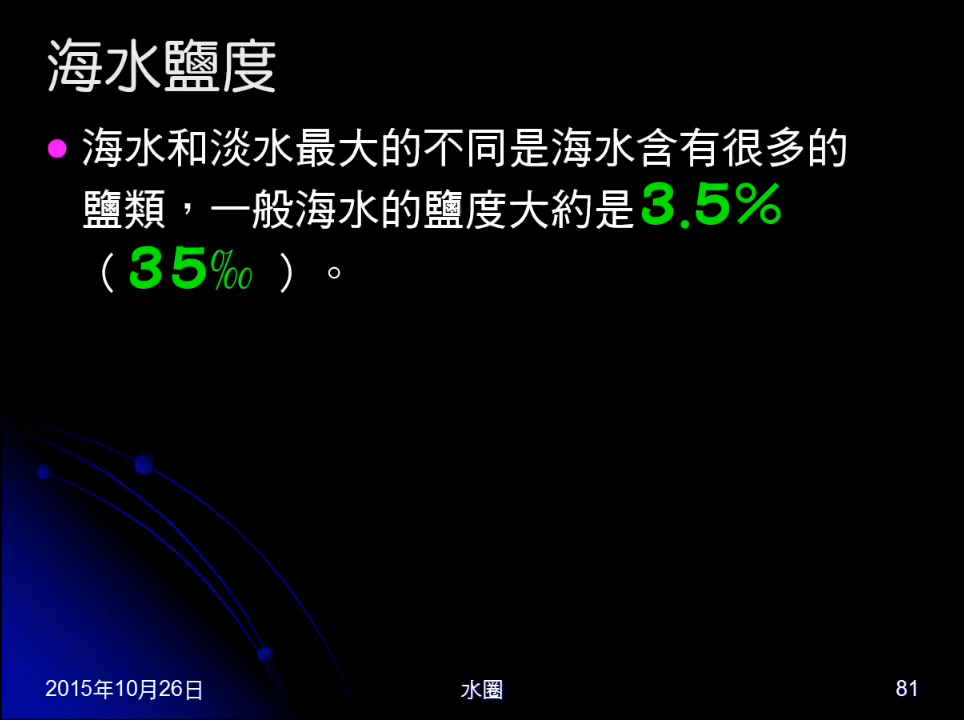 海水鹽度
海水和淡水最大的不同是海水含有很多的
鹽類，一般海水的鹽度大約是3.5%
（35‰ ）。
2015年10月26日
水圈
81